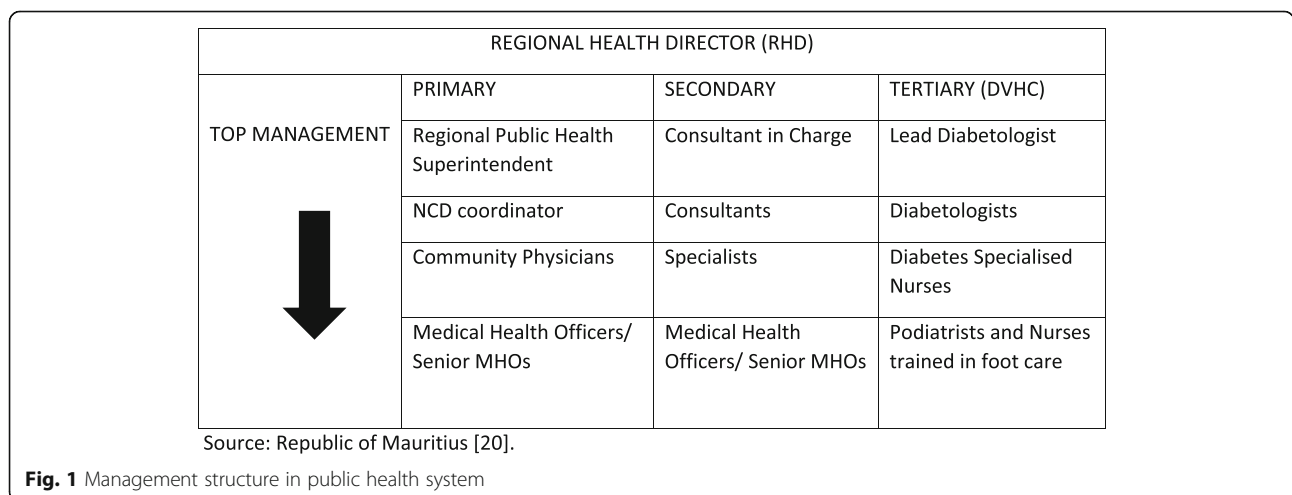 REGIONAL HEALTH DIRECTOR (RHD)
PRIMARY SECONDARY TERTIARY (DVHC)
TOP MANAGEMENT
Regional Public Health
Superintendent
Consultant in Charge
Lead Diabetologist
NCD coordinator
Consultants
Diabetologists
Community Physicians
Specialists
Diabetes Specialised
Nurses
Medical Health Officers/
Senior MHOs
Medical Health
Officers/ Senior MHOs
Podiatrists and Nurses
trained in foot care
Source: Republic of Mauritius [20].
Fig. 1 Management structure in public health system